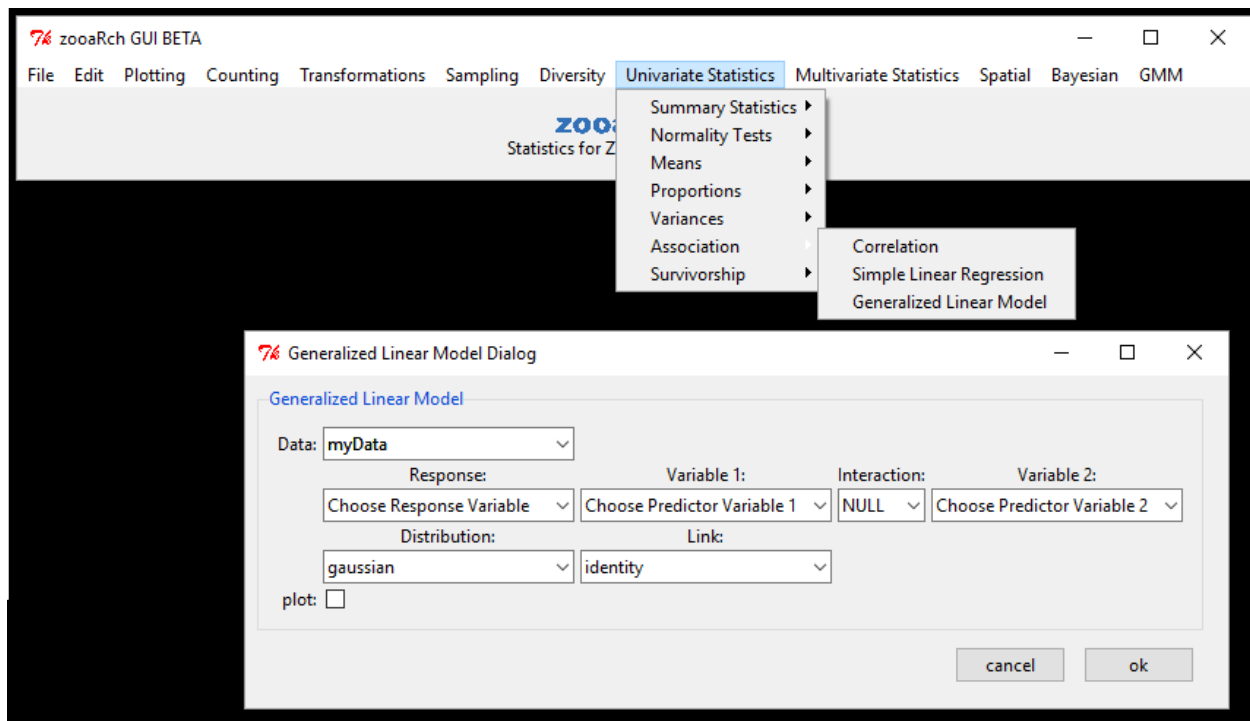 zooaRch GUI BETA
File Edit Plotting Counting Transformations Sampling Diversity Univariate Statistics Multivariate Statistics Spatial Bayesian GMM
Statistics for
Summary Statistics
Normality Tests
Means
Proportions
Variances
Association
Survivorship
Correlation
Simple Linear Regression
Generalized Linear Model
Generalized Linear Model Dialog
Generalized Linear Model
Data: myData
Response: Variable 1: Interaction: Variable 2:
Choose Response Variable Choose Predictor Variable 1 NULL Choose Predictor Variable 2
Distribution: Link:
gaussian identity
plot:
cancel ok